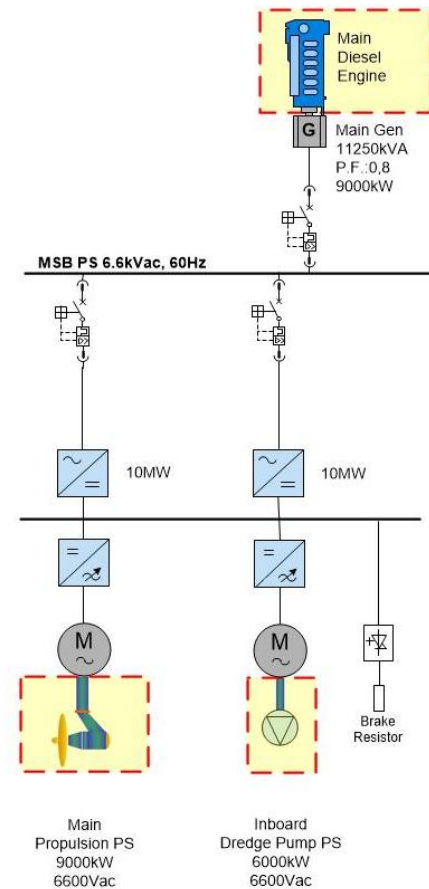 Main
Diesel
Engine
G
Main Gen
11250kVA
P.F.:0,8
9000kW
MSB PS 6.6kVac, 60Hz
10MW
10MW
M
M
Brake
Resistor
Main
Propulsion PS
9000kW
6600Vac
Inboard
Dredge Pump PS
6000kW
6600Vac